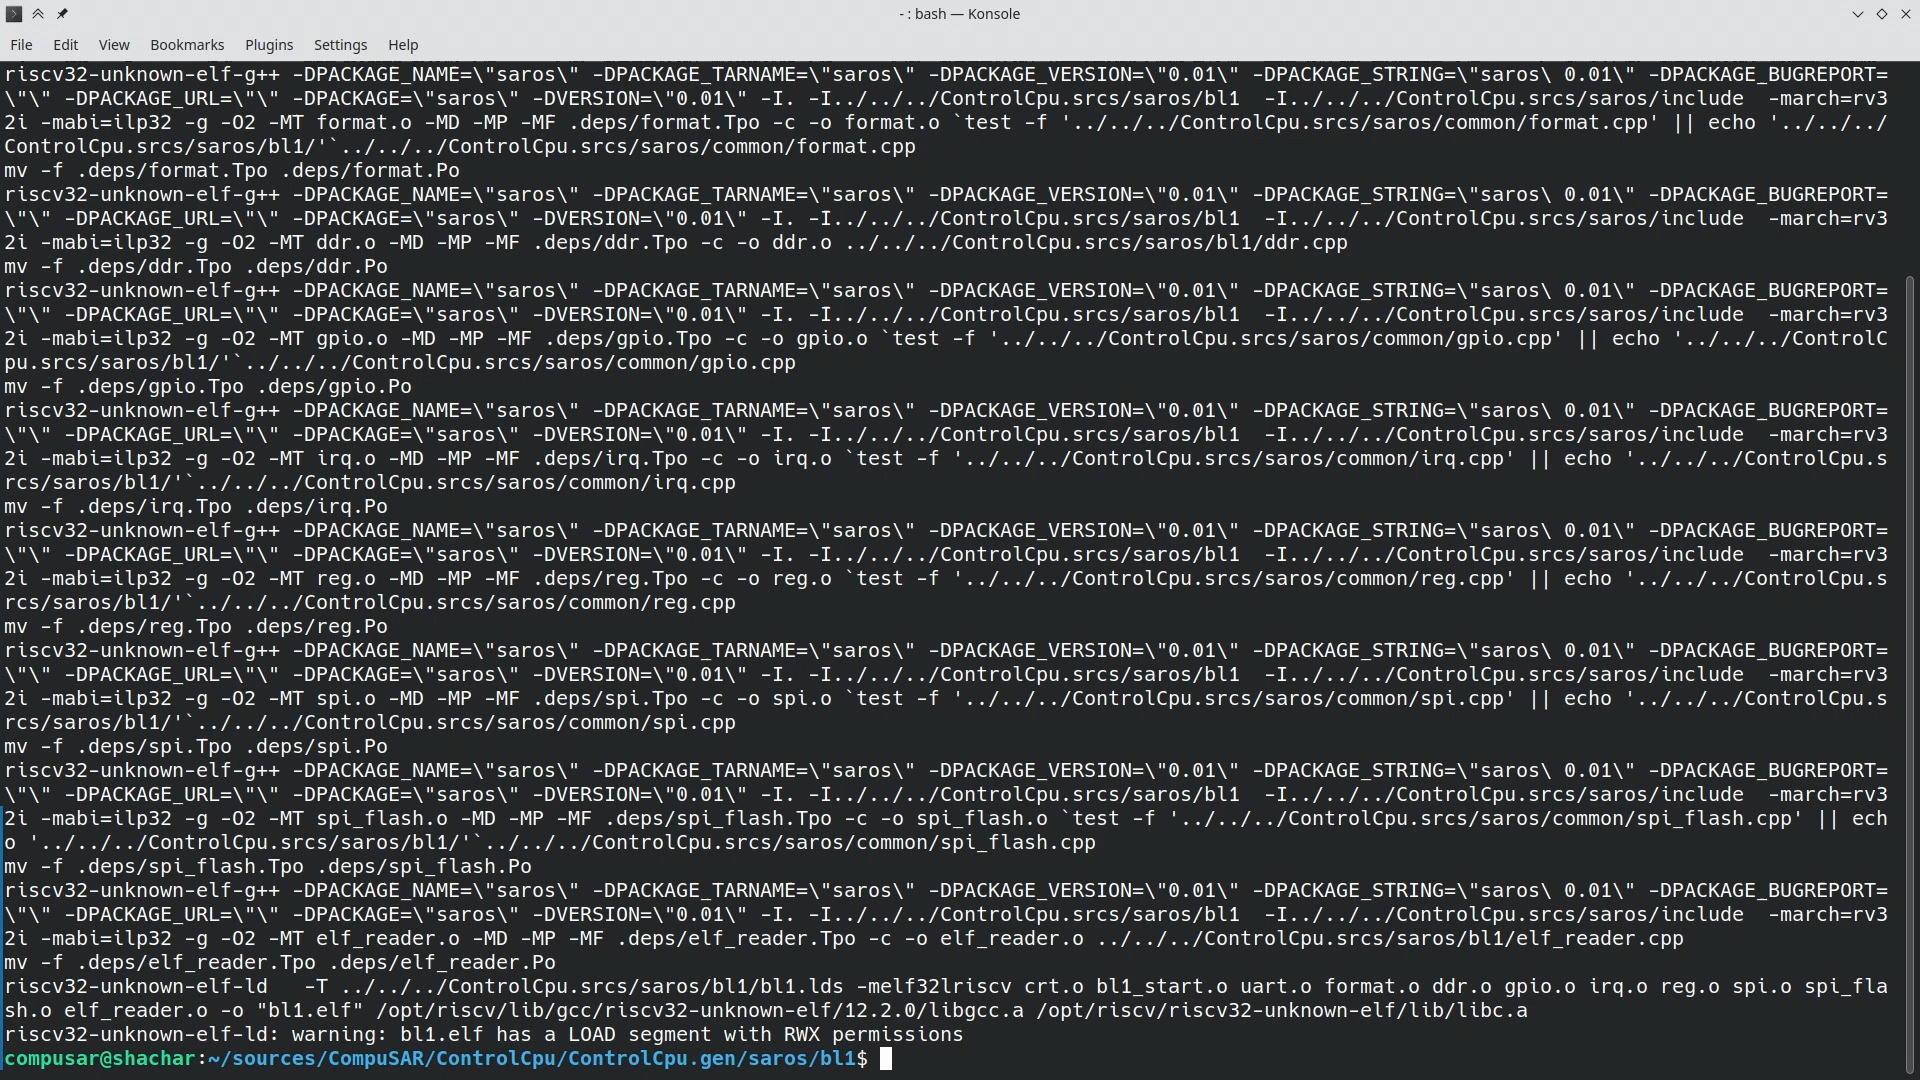 - : bash — Konsole
File Edit View Bookmarks Plugins Settings Help
riscv32-unknown-elf-g++ -DPACKAGE_NAME=\"saros\" -DPACKAGE_TARNAME=\"saros\" -DPACKAGE_VERSION=\"0.01\" -DPACKAGE_STRING=\"saros\ 0.01\" -DPACKAGE_BUGREPORT=
\"\" -DPACKAGE_URL=\"\" -DPACKAGE=\"saros\" -DVERSION=\"0.01\" -I. -I../../../ControlCpu.srcs/saros/bl1  -I../../../ControlCpu.srcs/saros/include  -march=rv3
2i -mabi=ilp32 -g -O2 -MT format.o -MD -MP -MF .deps/format.Tpo -c -o format.o `test -f '../../../ControlCpu.srcs/saros/common/format.cpp' || echo '../../../
ControlCpu.srcs/saros/bl1/'`../../../ControlCpu.srcs/saros/common/format.cpp
mv -f .deps/format.Tpo .deps/format.Po
riscv32-unknown-elf-g++ -DPACKAGE_NAME=\"saros\" -DPACKAGE_TARNAME=\"saros\" -DPACKAGE_VERSION=\"0.01\" -DPACKAGE_STRING=\"saros\ 0.01\" -DPACKAGE_BUGREPORT=
\"\" -DPACKAGE_URL=\"\" -DPACKAGE=\"saros\" -DVERSION=\"0.01\" -I. -I../../../ControlCpu.srcs/saros/bl1  -I../../../ControlCpu.srcs/saros/include  -march=rv3
2i -mabi=ilp32 -g -O2 -MT ddr.o -MD -MP -MF .deps/ddr.Tpo -c -o ddr.o ../../../ControlCpu.srcs/saros/bl1/ddr.cpp
mv -f .deps/ddr.Tpo .deps/ddr.Po
riscv32-unknown-elf-g++ -DPACKAGE_NAME=\"saros\" -DPACKAGE_TARNAME=\"saros\" -DPACKAGE_VERSION=\"0.01\" -DPACKAGE_STRING=\"saros\ 0.01\" -DPACKAGE_BUGREPORT=
\"\" -DPACKAGE_URL=\"\" -DPACKAGE=\"saros\" -DVERSION=\"0.01\" -I. -I../../../ControlCpu.srcs/saros/bl1  -I../../../ControlCpu.srcs/saros/include  -march=rv3
2i -mabi=ilp32 -g -O2 -MT gpio.o -MD -MP -MF .deps/gpio.Tpo -c -o gpio.o `test -f '../../../ControlCpu.srcs/saros/common/gpio.cpp' || echo '../../../ControlC
pu.srcs/saros/bl1/'`../../../ControlCpu.srcs/saros/common/gpio.cpp
mv -f .deps/gpio.Tpo .deps/gpio.Po
riscv32-unknown-elf-g++ -DPACKAGE_NAME=\"saros\" -DPACKAGE_TARNAME=\"saros\" -DPACKAGE_VERSION=\"0.01\" -DPACKAGE_STRING=\"saros\ 0.01\" -DPACKAGE_BUGREPORT=
\"\" -DPACKAGE_URL=\"\" -DPACKAGE=\"saros\" -DVERSION=\"0.01\" -I. -I../../../ControlCpu.srcs/saros/bl1  -I../../../ControlCpu.srcs/saros/include  -march=rv3
2i -mabi=ilp32 -g -O2 -MT irq.o -MD -MP -MF .deps/irq.Tpo -c -o irq.o `test -f '../../../ControlCpu.srcs/saros/common/irq.cpp' || echo '../../../ControlCpu.s
rcs/saros/bl1/'`../../../ControlCpu.srcs/saros/common/irq.cpp
mv -f .deps/irq.Tpo .deps/irq.Po
riscv32-unknown-elf-g++ -DPACKAGE_NAME=\"saros\" -DPACKAGE_TARNAME=\"saros\" -DPACKAGE_VERSION=\"0.01\" -DPACKAGE_STRING=\"saros\ 0.01\" -DPACKAGE_BUGREPORT=
\"\" -DPACKAGE_URL=\"\" -DPACKAGE=\"saros\" -DVERSION=\"0.01\" -I. -I../../../ControlCpu.srcs/saros/bl1  -I../../../ControlCpu.srcs/saros/include  -march=rv3
2i -mabi=ilp32 -g -O2 -MT reg.o -MD -MP -MF .deps/reg.Tpo -c -o reg.o `test -f '../../../ControlCpu.srcs/saros/common/reg.cpp' || echo '../../../ControlCpu.s
rcs/saros/bl1/'`../../../ControlCpu.srcs/saros/common/reg.cpp
mv -f .deps/reg.Tpo .deps/reg.Po
riscv32-unknown-elf-g++ -DPACKAGE_NAME=\"saros\" -DPACKAGE_TARNAME=\"saros\" -DPACKAGE_VERSION=\"0.01\" -DPACKAGE_STRING=\"saros\ 0.01\" -DPACKAGE_BUGREPORT=
\"\" -DPACKAGE_URL=\"\" -DPACKAGE=\"saros\" -DVERSION=\"0.01\" -I. -I../../../ControlCpu.srcs/saros/bl1  -I../../../ControlCpu.srcs/saros/include  -march=rv3
2i -mabi=ilp32 -g -O2 -MT spi.o -MD -MP -MF .deps/spi.Tpo -c -o spi.o `test -f '../../../ControlCpu.srcs/saros/common/spi.cpp' || echo '../../../ControlCpu.s
rcs/saros/bl1/'`../../../ControlCpu.srcs/saros/common/spi.cpp
mv -f .deps/spi.Tpo .deps/spi.Po
riscv32-unknown-elf-g++ -DPACKAGE_NAME=\"saros\" -DPACKAGE_TARNAME=\"saros\" -DPACKAGE_VERSION=\"0.01\" -DPACKAGE_STRING=\"saros\ 0.01\" -DPACKAGE_BUGREPORT=
\"\" -DPACKAGE_URL=\"\" -DPACKAGE=\"saros\" -DVERSION=\"0.01\" -I. -I../../../ControlCpu.srcs/saros/bl1  -I../../../ControlCpu.srcs/saros/include  -march=rv3
2i -mabi=ilp32 -g -O2 -MT spi_flash.o -MD -MP -MF .deps/spi_flash.Tpo -c -o spi_flash.o `test -f '../../../ControlCpu.srcs/saros/common/spi_flash.cpp' || ech
o '../../../ControlCpu.srcs/saros/bl1/'`../../../ControlCpu.srcs/saros/common/spi_flash.cpp
mv -f .deps/spi_flash.Tpo .deps/spi_flash.Po
riscv32-unknown-elf-g++ -DPACKAGE_NAME=\"saros\" -DPACKAGE_TARNAME=\"saros\" -DPACKAGE_VERSION=\"0.01\" -DPACKAGE_STRING=\"saros\ 0.01\" -DPACKAGE_BUGREPORT=
\"\" -DPACKAGE_URL=\"\" -DPACKAGE=\"saros\" -DVERSION=\"0.01\" -I. -I../../../ControlCpu.srcs/saros/bl1  -I../../../ControlCpu.srcs/saros/include  -march=rv3
2i -mabi=ilp32 -g -O2 -MT elf_reader.o -MD -MP -MF .deps/elf_reader.Tpo -c -o elf_reader.o ../../../ControlCpu.srcs/saros/bl1/elf_reader.cpp
mv -f .deps/elf_reader.Tpo .deps/elf_reader.Po
riscv32-unknown-elf-ld   -T ../../../ControlCpu.srcs/saros/bl1/bl1.lds -melf32lriscv crt.o bl1_start.o uart.o format.o ddr.o gpio.o irq.o reg.o spi.o spi_fla
sh.o elf_reader.o -o "bl1.elf" /opt/riscv/lib/gcc/riscv32-unknown-elf/12.2.0/libgcc.a /opt/riscv/riscv32-unknown-elf/lib/libc.a
riscv32-unknown-elf-ld: warning: bl1.elf has a LOAD segment with RWX permissions
compusar@shachar:~/sources/CompuSAR/ControlCpu/ControlCpu.gen/saros/bl1$